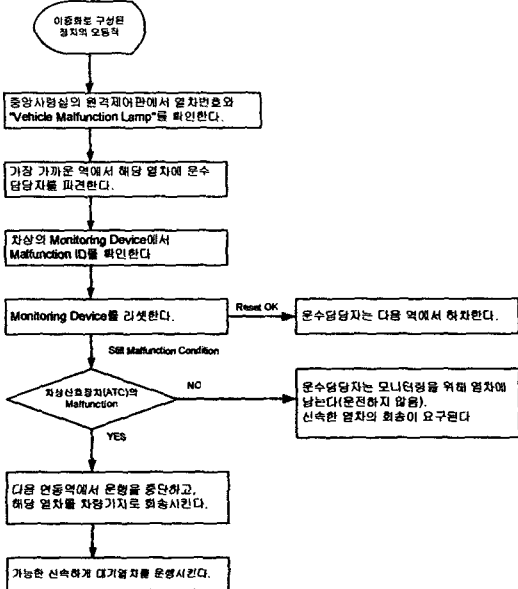 이중화로 구성된
장치의 오동작
중앙사령실의 원격제어판에서 열차번호와
"Vehicle Malfunction Lamp"를 확인한다.
가장 가까운 역에서 해당 열차에 운수
담당자를 파견한다.
차상의 Monitoring Device에서
Malfunction ID를 확인한다
Monitoring Device를 리셋한다.
Reset OK
운수담당자는 다음 역에서 하차한다.
Still Malfunction Condition
차상신호장치(ATC)의
Malfunction
NO
운수담당자는 모니터링을 위해 열차에
남는다(운전하지 않음).
신속한 열차의 회송이 요구된다
YES
다음 연동역에서 운행을 중단하고,
해당 열차를 차량기지로 회송시킨다.
가능한 신속하게 대기열차를 운행시킨다.